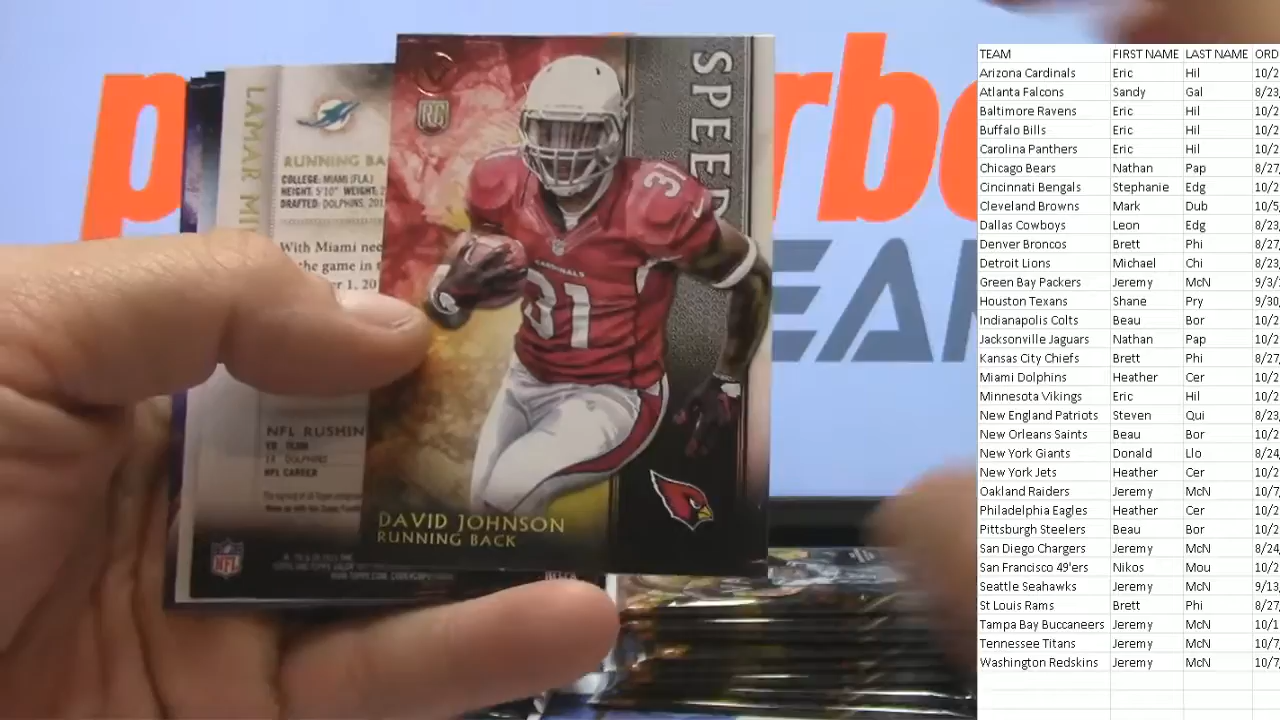 SPEED
RC
31
CARDINALS
31
DAVID JOHNSON
RUNNING BACK
LAMAR MI
RUNNING BA
COLLEGE: MIAMI (FLA.)
HEIGHT: 5'10" WEIGHT: 2
DRAFTED: DOLPHINS, 201
With Miami nee
the game in t
r 1, 20
NFL RUSHIN
YR TEAM
14 DOLPHINS
NFL CAREER
NFL
p
rb
EA
TEAM FIRST NAME LAST NAME ORD
Arizona Cardinals Eric Hil 10/2
Atlanta Falcons Sandy Gal 8/23,
Baltimore Ravens Eric Hil 10/2
Buffalo Bills Eric Hil 10/2
Carolina Panthers Eric Hil 10/2
Chicago Bears Nathan Pap 8/27
Cincinnati Bengals Stephanie Edg 10/2
Cleveland Browns Mark Dub 10/5
Dallas Cowboys Leon Edg 8/23,
Denver Broncos Brett Phi 8/27
Detroit Lions Michael Chi 8/23,
Green Bay Packers Jeremy McN 9/3/
Houston Texans Shane Pry 9/30
Indianapolis Colts Beau Bor 10/2
Jacksonville Jaguars Nathan Pap 10/2
Kansas City Chiefs Brett Phi 8/27
Miami Dolphins Heather Cer 10/2
Minnesota Vikings Eric Hil 10/2
New England Patriots Steven Qui 8/23
New Orleans Saints Beau Bor 10/2
New York Giants Donald Llo 8/24,
New York Jets Heather Cer 10/2
Oakland Raiders Jeremy McN 10/7
Philadelphia Eagles Heather Cer 10/2
Pittsburgh Steelers Beau Bor 10/2
San Diego Chargers Jeremy McN 8/24
San Francisco 49'ers Nikos Mou 10/2
Seattle Seahawks Jeremy McN 9/13
St Louis Rams Brett Phi 8/27,
Tampa Bay Buccaneers Jeremy McN 10/1
Tennessee Titans Jeremy McN 10/7
Washington Redskins Jeremy McN 10/7